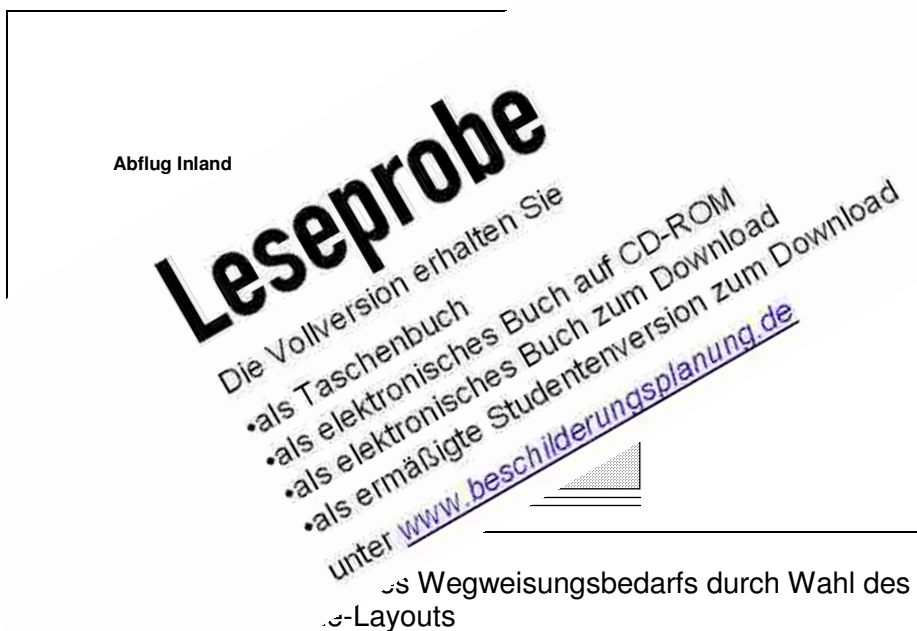 Abflug Inland
Leseprobe
Die Vollversion erhalten Sie
•als Taschenbuch
•als elektronisches Buch auf CD-ROM
•als elektronisches Buch zum Download
•als ermäßigte Studentenversion zum Download
unter www.beschilderungsplanung.de
Wegweisungsbedarfs durch Wahl des
-Layouts